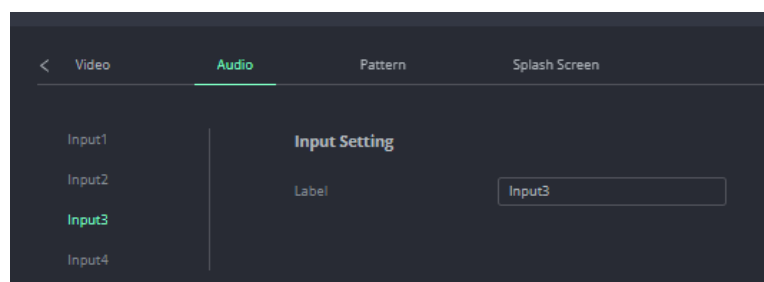 < Video Audio Pattern Splash Screen
Input1
Input Setting
Input2
Label Input3
Input3
Input4